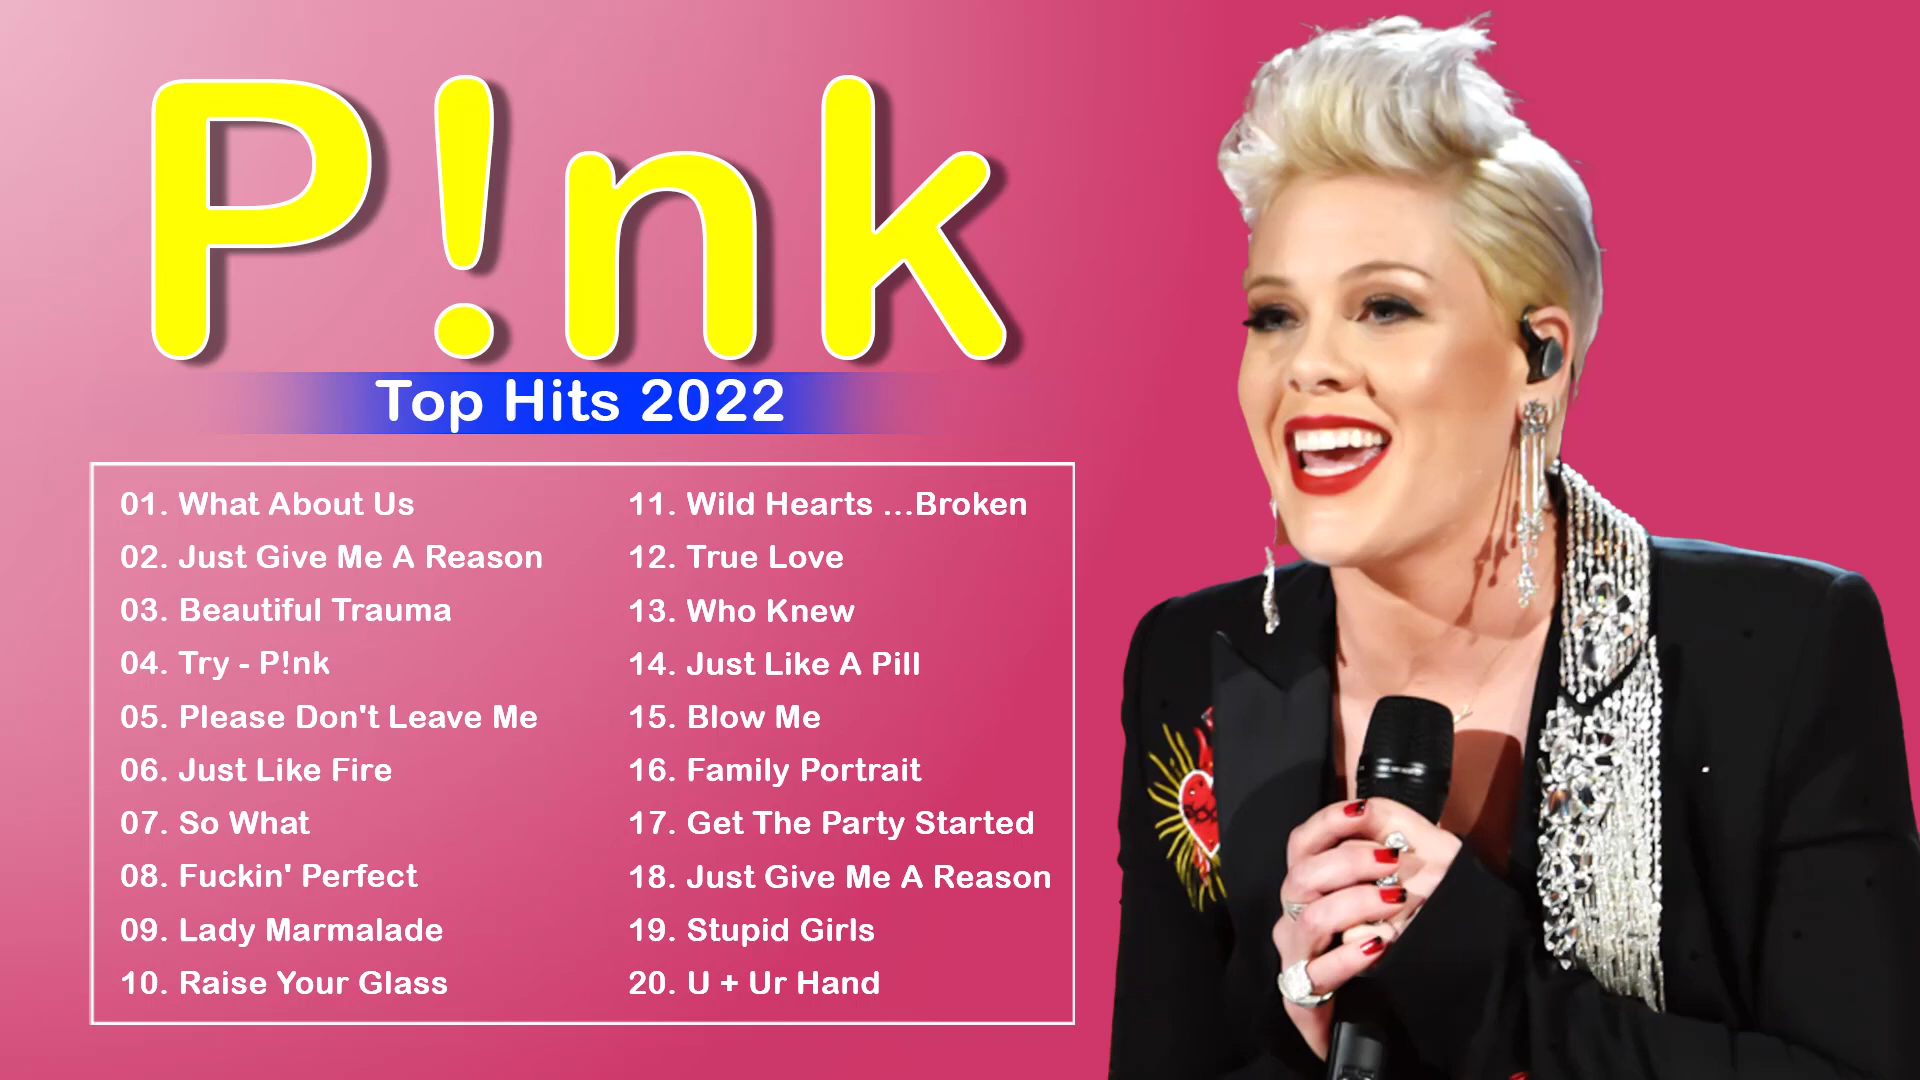 P!nk
Top Hits 2022
01. What About Us
02. Just Give Me A Reason
03. Beautiful Trauma
04. Try - P!nk
05. Please Don't Leave Me
06. Just Like Fire
07. So What
08. Fuckin' Perfect
09. Lady Marmalade
10. Raise Your Glass
11. Wild Hearts ...Broken
12. True Love
13. Who Knew
14. Just Like A Pill
15. Blow Me
16. Family Portrait
17. Get The Party Started
18. Just Give Me A Reason
19. Stupid Girls
20. U + Ur Hand